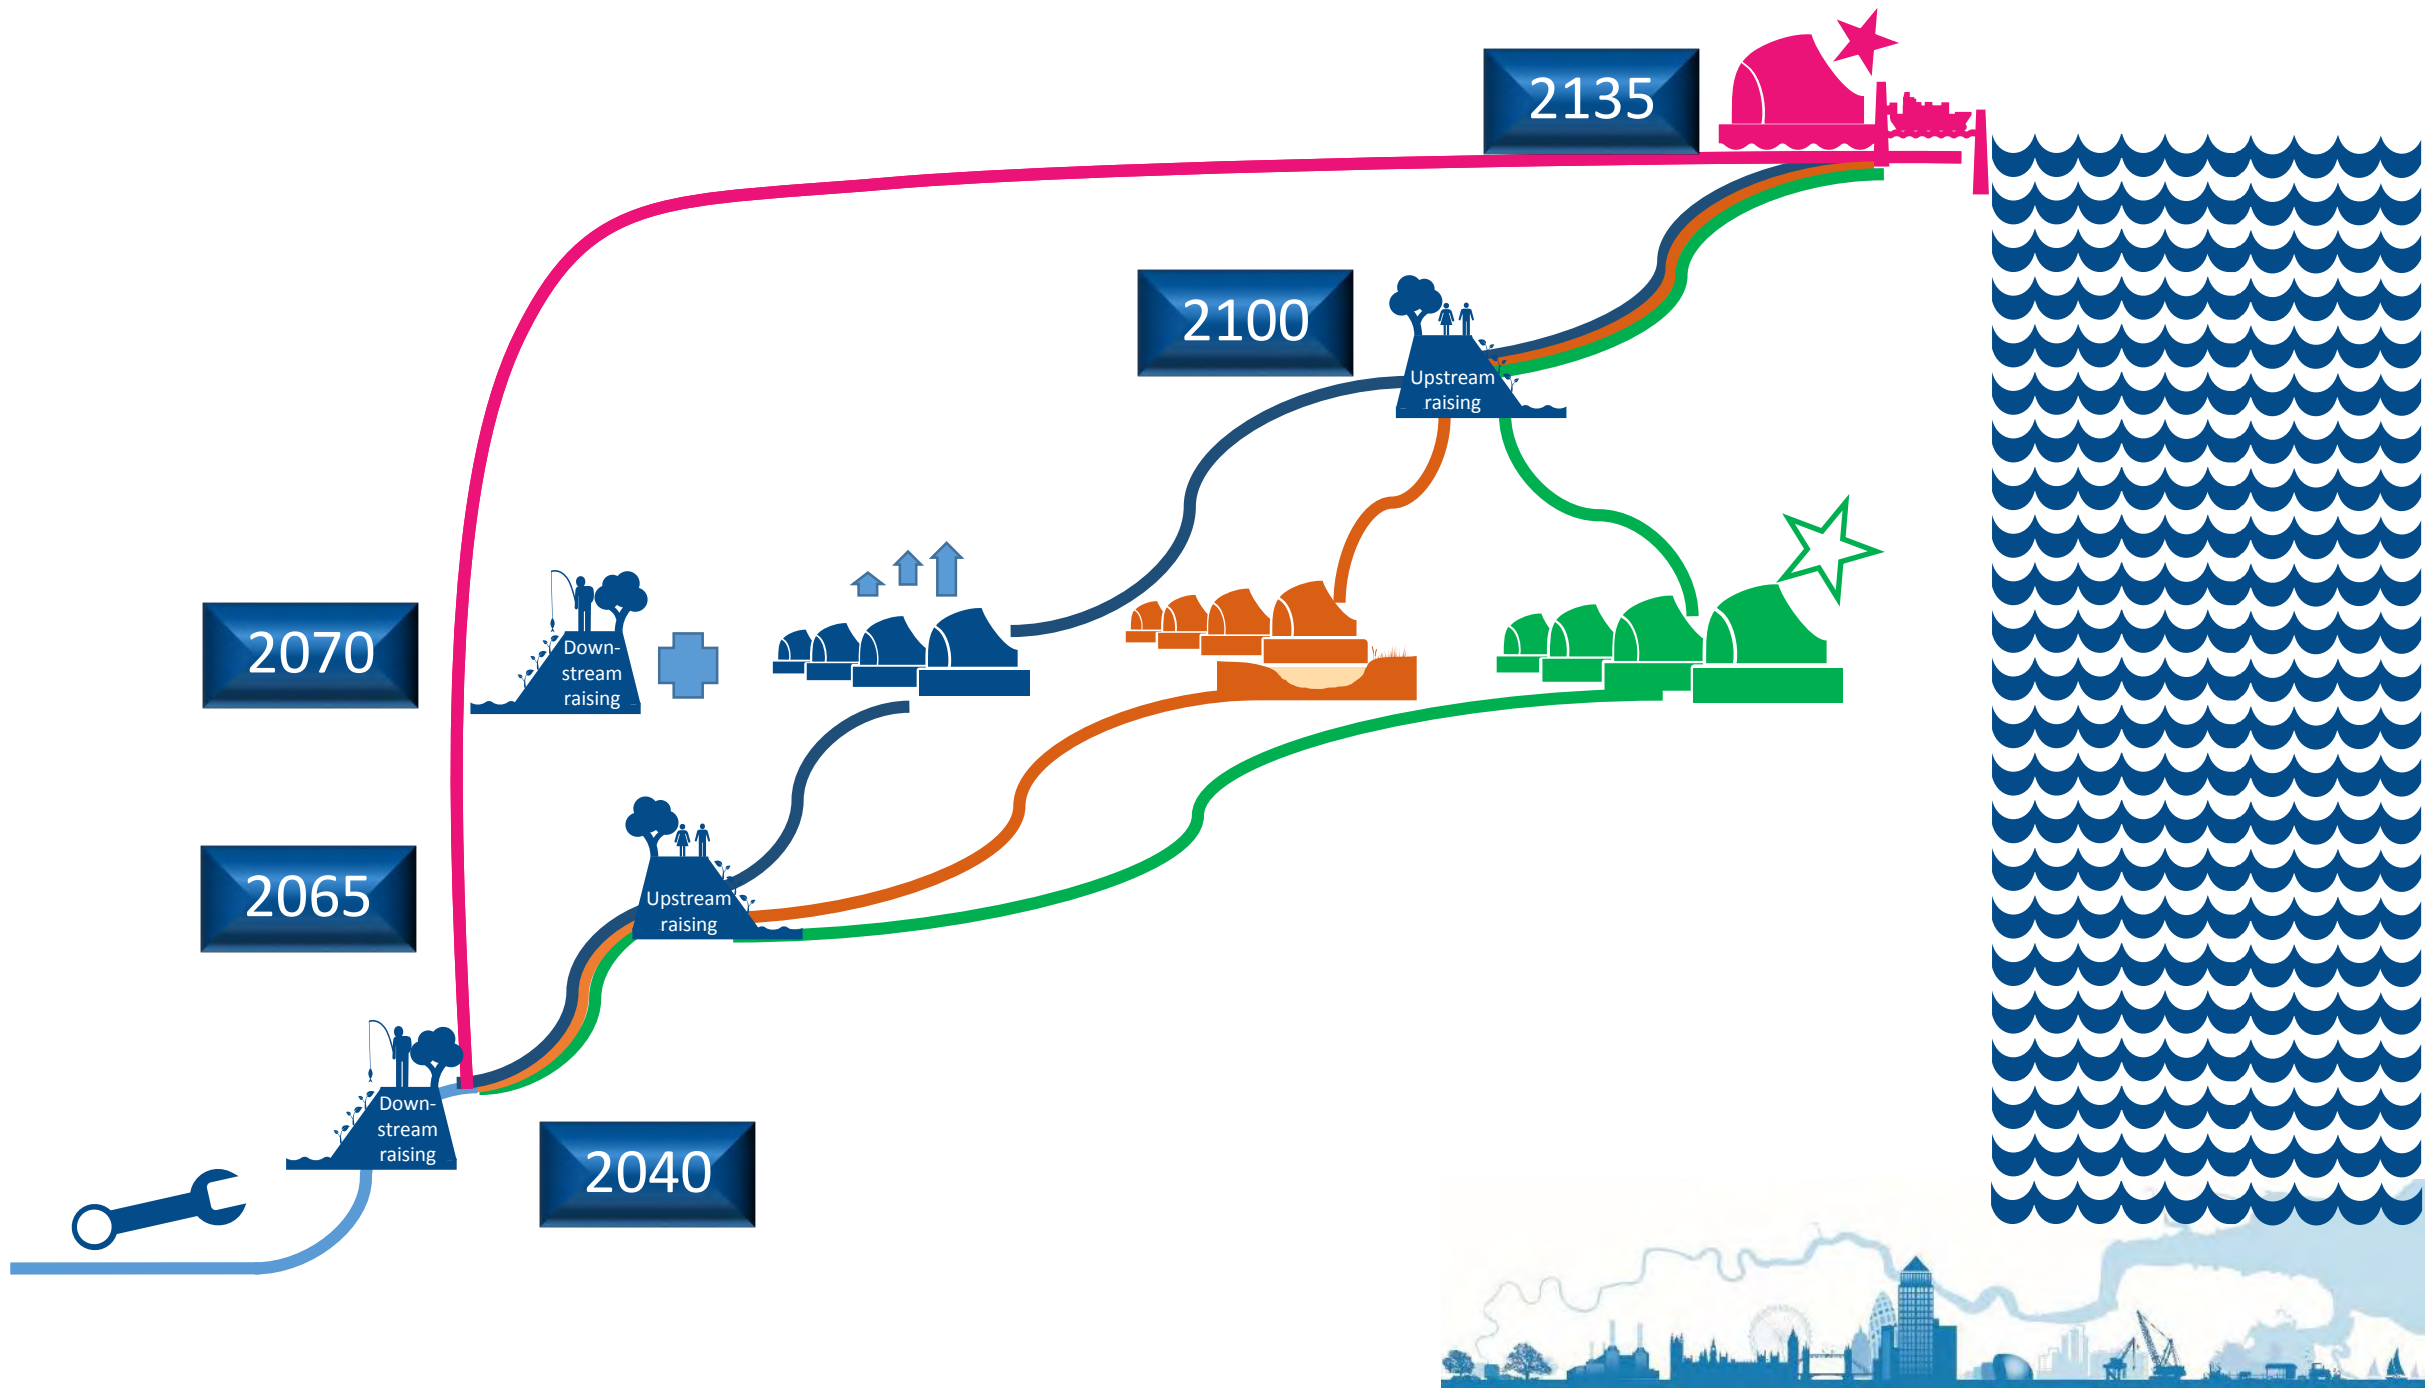 2135
2100
Upstream
raising
2070
Down-
stream
raising
2065
Upstream
raising
Down-
stream
raising
2040